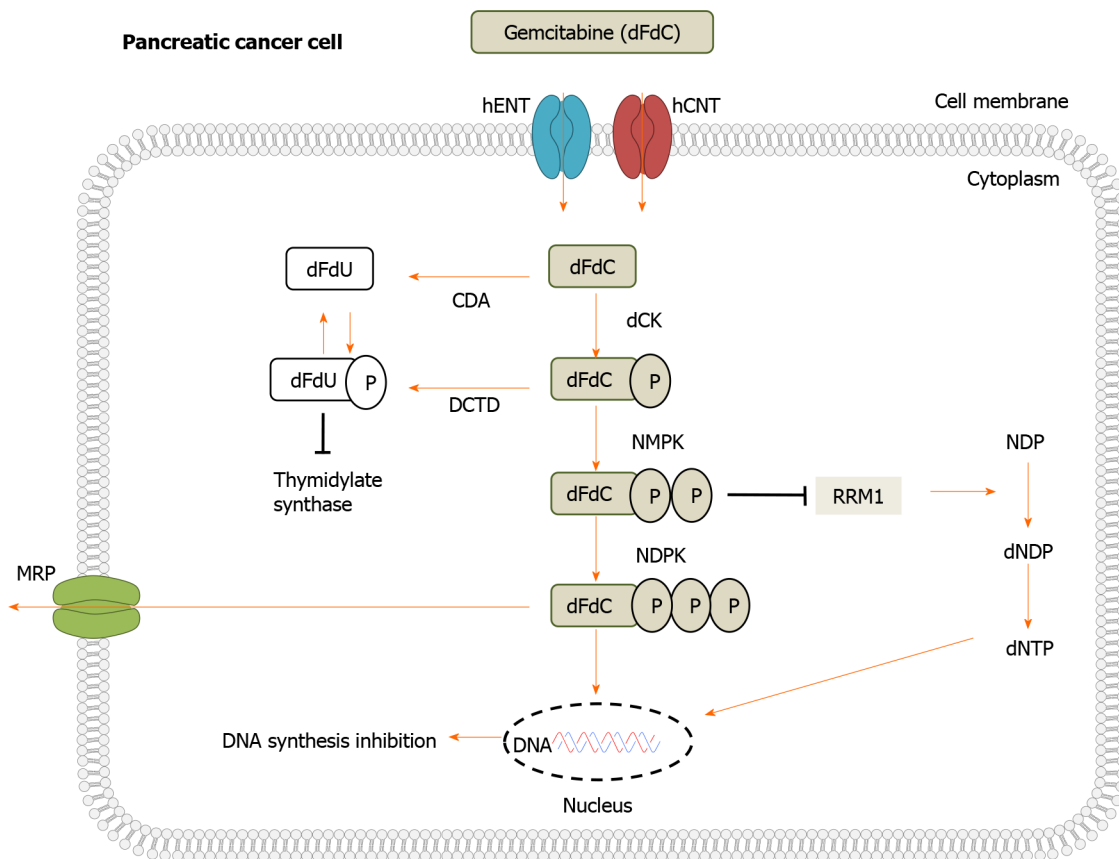 Gemcitabine (dFdC)
Pancreatic cancer cell
hENT
hCNT
Cell membrane
Cytoplasm
dFdU
dFdC
CDA
dCK
dFdU P
dFdC P
DCTD
NMPK
NDP
Thymidylate
synthase
dFdC P P
RRM1
NDPK
dNDP
MRP
dFdC P P P
dNTP
DNA synthesis inhibition
DNA
Nucleus